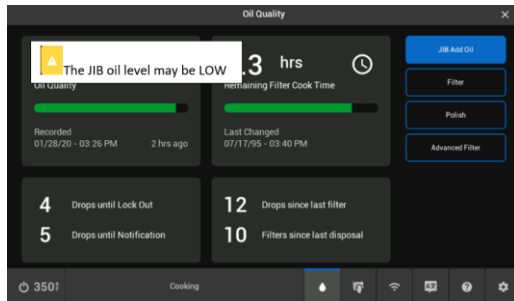 Oil Quality
The JIB oil level may be LOW
.3 hrs
Oil Quality
Remaining Filter Cook Time
Recorded
01/28/20 - 03:26 PM 2 hrs ago
Last Changed
07/17/95 - 03:40 PM
4 Drops until Lock Out
5 Drops until Notification
12 Drops since last filter
10 Filters since last disposal
JIB Add Oil
Filter
Polish
Advanced Filter
350° Cooking